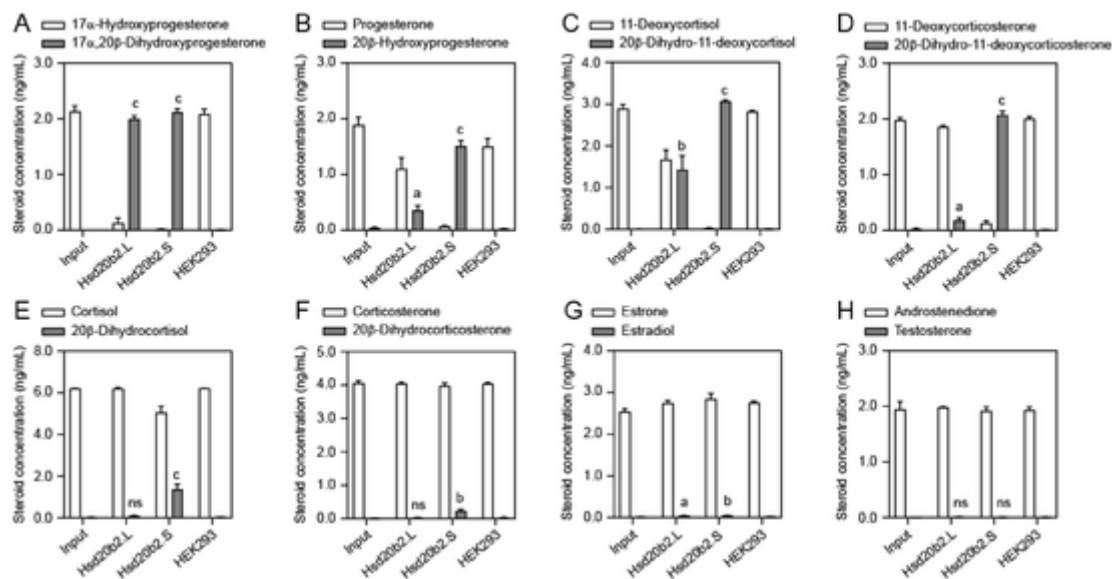 A
17α-Hydroxyprogesterone
17α,20β-Dihydroxyprogesterone
Steroid concentration (ng/mL)
3.0
2.0
1.0
0.0
c
c
Input
Hsd20b2.L
Hsd20b2.S
HEK293
B
Progesterone
20β-Hydroxyprogesterone
Steroid concentration (ng/mL)
3.0
2.0
1.0
0.0
a
c
Input
Hsd20b2.L
Hsd20b2.S
HEK293
C
11-Deoxycortisol
20β-Dihydro-11-deoxycortisol
Steroid concentration (ng/mL)
4.0
3.0
2.0
1.0
0.0
b
c
Input
Hsd20b2.L
Hsd20b2.S
HEK293
D
11-Deoxycorticosterone
20β-Dihydro-11-deoxycorticosterone
Steroid concentration (ng/mL)
3.0
2.0
1.0
0.0
a
c
Input
Hsd20b2.L
Hsd20b2.S
HEK293
E
Cortisol
20β-Dihydrocortisol
Steroid concentration (ng/mL)
8.0
6.0
4.0
2.0
0.0
ns
c
Input
Hsd20b2.L
Hsd20b2.S
HEK293
F
Corticosterone
20β-Dihydrocorticosterone
Steroid concentration (ng/mL)
5.0
4.0
3.0
2.0
1.0
0.0
ns
b
Input
Hsd20b2.L
Hsd20b2.S
HEK293
G
Estrone
Estradiol
Steroid concentration (ng/mL)
4.0
3.0
2.0
1.0
0.0
a
b
Input
Hsd20b2.L
Hsd20b2.S
HEK293
H
Androstenedione
Testosterone
Steroid concentration (ng/mL)
3.0
2.0
1.0
0.0
ns
ns
Input
Hsd20b2.L
Hsd20b2.S
HEK293